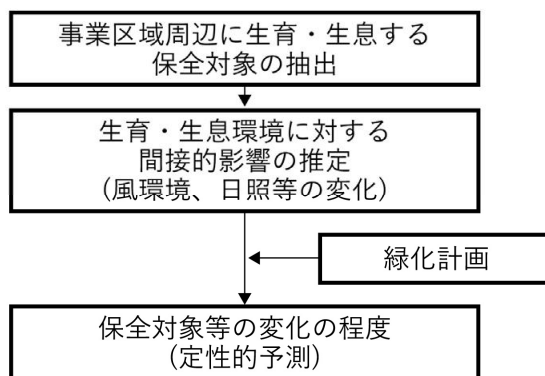 事業区域周辺に生育・生息する
保全対象の抽出
生育・生息環境に対する
間接的影響の推定
（風環境、日照等の変化）
緑化計画
保全対象等の変化の程度
（定性的予測）